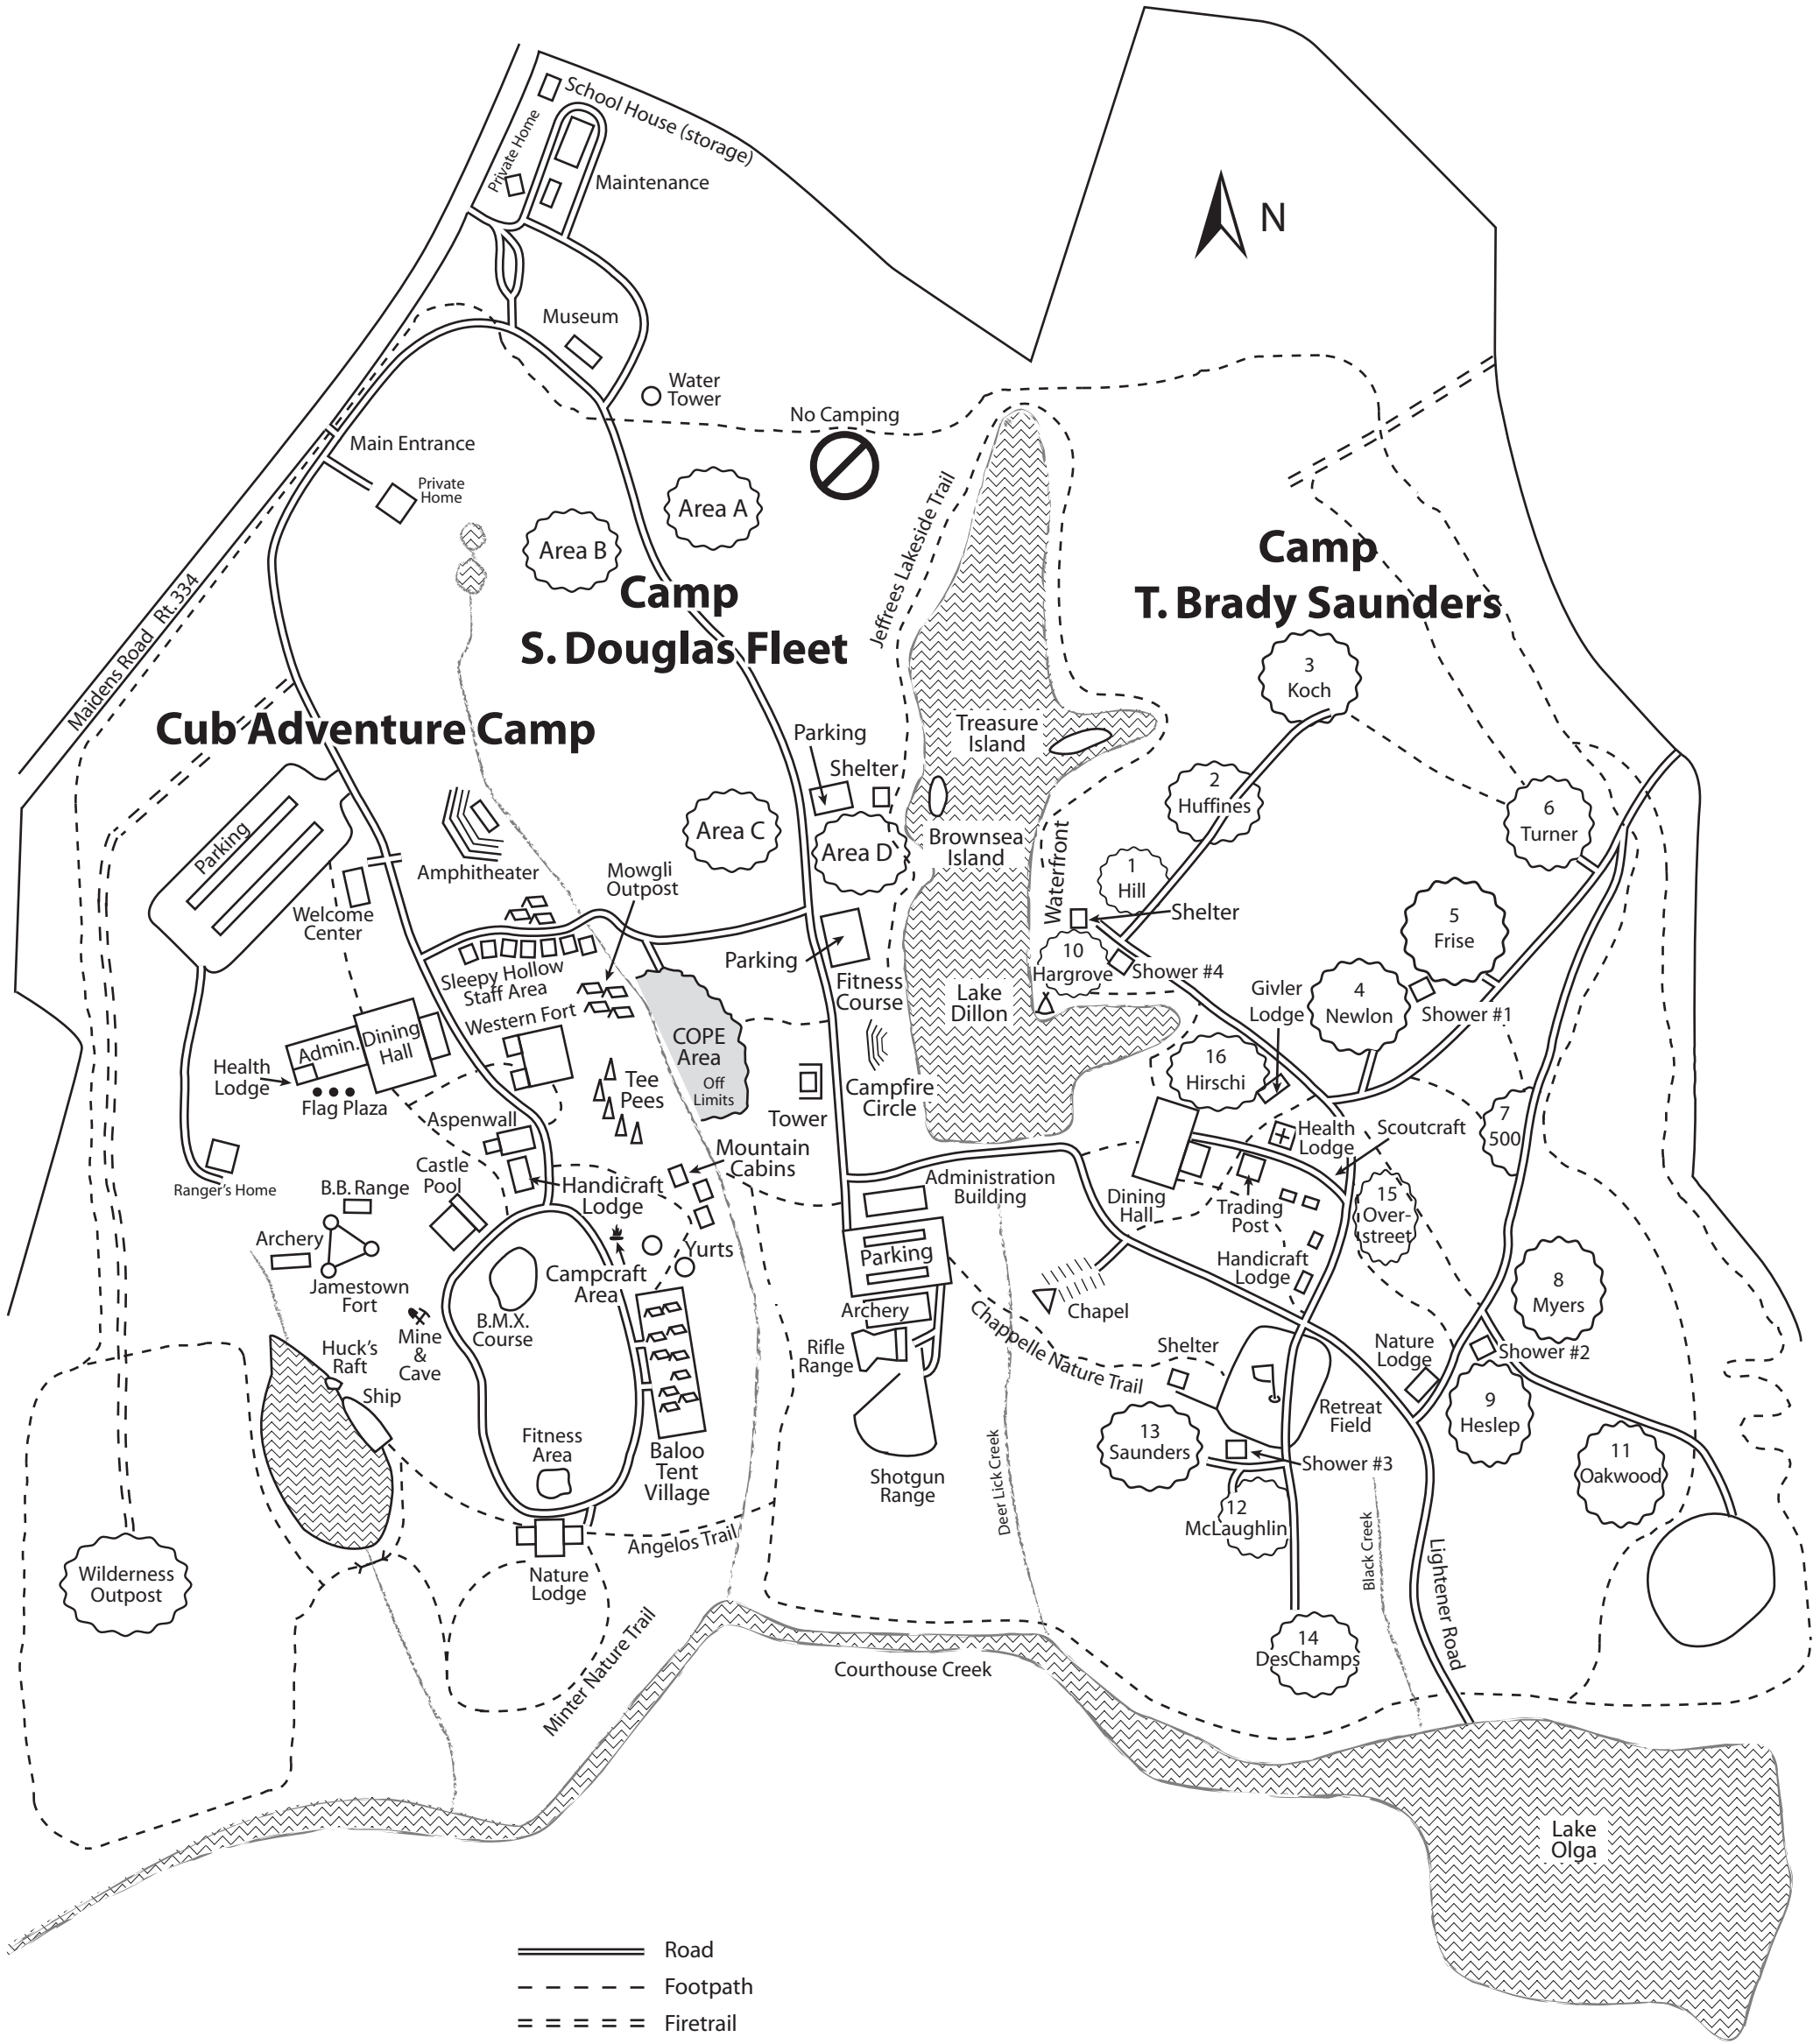 School House (storage)
Private Home
Maintenance
N
Museum
Water
Tower
No Camping
Main Entrance
Private
Home
Area A
Area B
Jeffrees Lakeside Trail
Camp
S. Douglas Fleet
Camp
T. Brady Saunders
Maidens Road Rt. 334
Cub Adventure Camp
3
Koch
Treasure
Island
Parking
Shelter
2
Huffines
6
Turner
Parking
Area C
Area D
Brownsea
Island
Waterfront
Amphitheater
Mowgli
Outpost
1
Hill
Welcome
Center
Shelter
5
Frise
Parking
10
Hargrove
Shower #4
Sleepy Hollow
Staff Area
Fitness
Course
Lake
Dillon
Givler
Lodge
4
Newlon
Shower #1
Western Fort
COPE
Area
Off
Limits
Admin.
Dining
Hall
Health
Lodge
Flag Plaza
Tee
Pees
Tower
Campfire
Circle
16
Hirschi
Aspenwall
7
500
Health
Lodge
Scoutcraft
Mountain
Cabins
Castle
Pool
Ranger's Home
B.B. Range
Handicraft
Lodge
Administration
Building
Dining
Hall
Trading
Post
15
Over-
street
Archery
Yurts
Jamestown
Fort
Campcraft
Area
Parking
Handicraft
Lodge
8
Myers
B.M.X.
Course
Mine
&
Cave
Archery
Chapel
Chappelle Nature Trail
Huck's
Raft
Ship
Rifle
Range
Shelter
Nature
Lodge
Shower #2
9
Heslep
Retreat
Field
13
Saunders
11
Oakwood
Fitness
Area
Baloo
Tent
Village
Shotgun
Range
Deer Lick Creek
Shower #3
12
McLaughlin
Angelos Trail
Black Creek
Lightener Road
Wilderness
Outpost
Nature
Lodge
Minter Nature Trail
Courthouse Creek
14
DesChamps
Lake
Olga
Road
Footpath
Firetrail